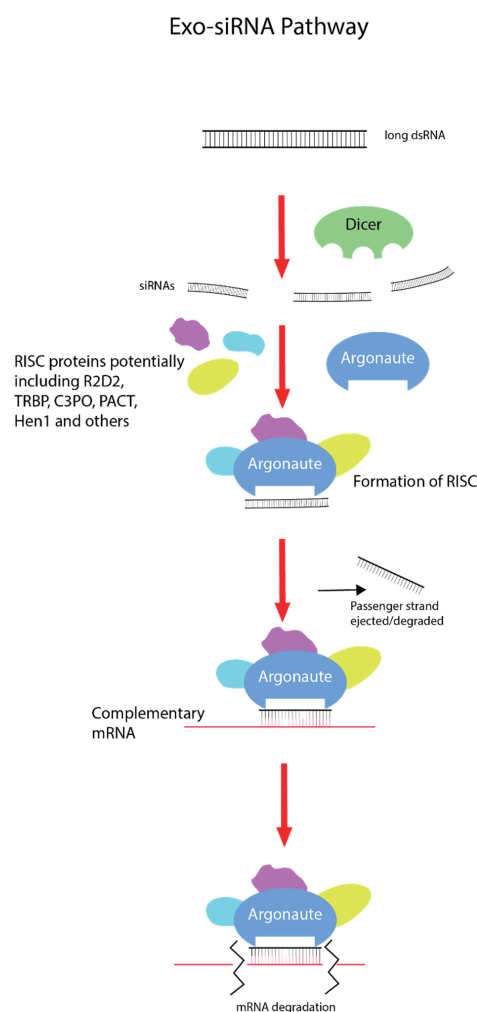 Exo-siRNA Pathway
long dsRNA
Dicer
siRNAs
RISC proteins potentially
including R2D2,
TRBP, C3PO, PACT,
Hen1 and others
Argonaute
Argonaute
Formation of RISC
Passenger strand
ejected/degraded
Argonaute
Complementary
mRNA
Argonaute
mRNA degradation